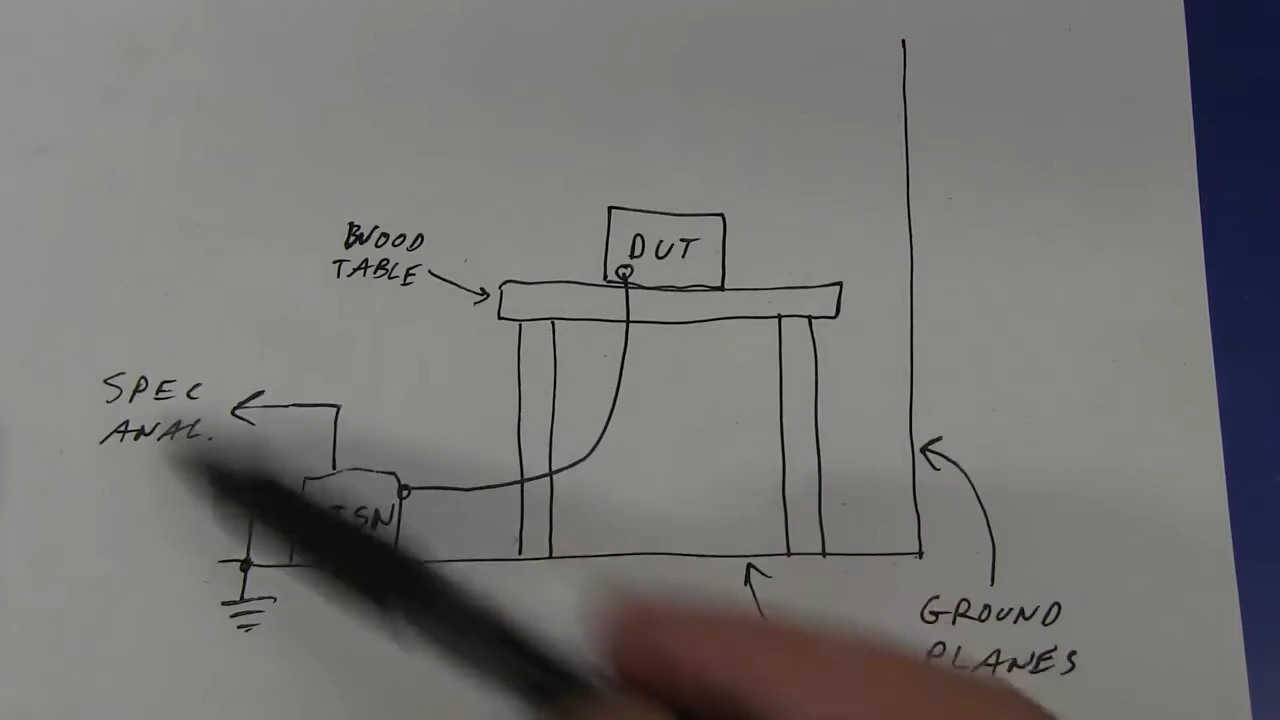 WOOD
TABLE
DUT
SPEC
ANAL.
GROUND
PLANES